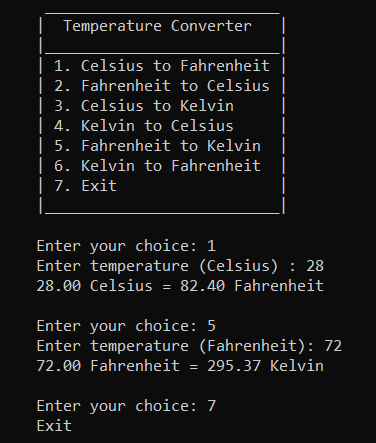 Temperature Converter
1. Celsius to Fahrenheit
2. Fahrenheit to Celsius
3. Celsius to Kelvin
4. Kelvin to Celsius
5. Fahrenheit to Kelvin
6. Kelvin to Fahrenheit
7. Exit
Enter your choice: 1
Enter temperature (Celsius) : 28
28.00 Celsius = 82.40 Fahrenheit
Enter your choice: 5
Enter temperature (Fahrenheit): 72
72.00 Fahrenheit = 295.37 Kelvin
Enter your choice: 7
Exit